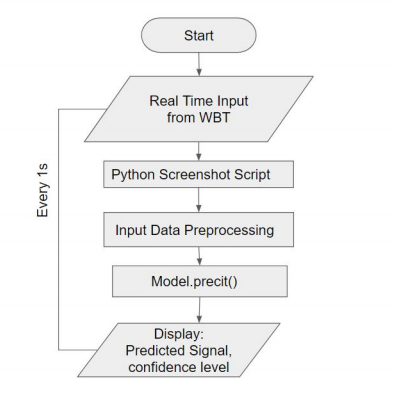 Start
Real Time Input
from WBT
Every 1s
Python Screenshot Script
Input Data Preprocessing
Model.precit()
Display:
Predicted Signal,
confidence level